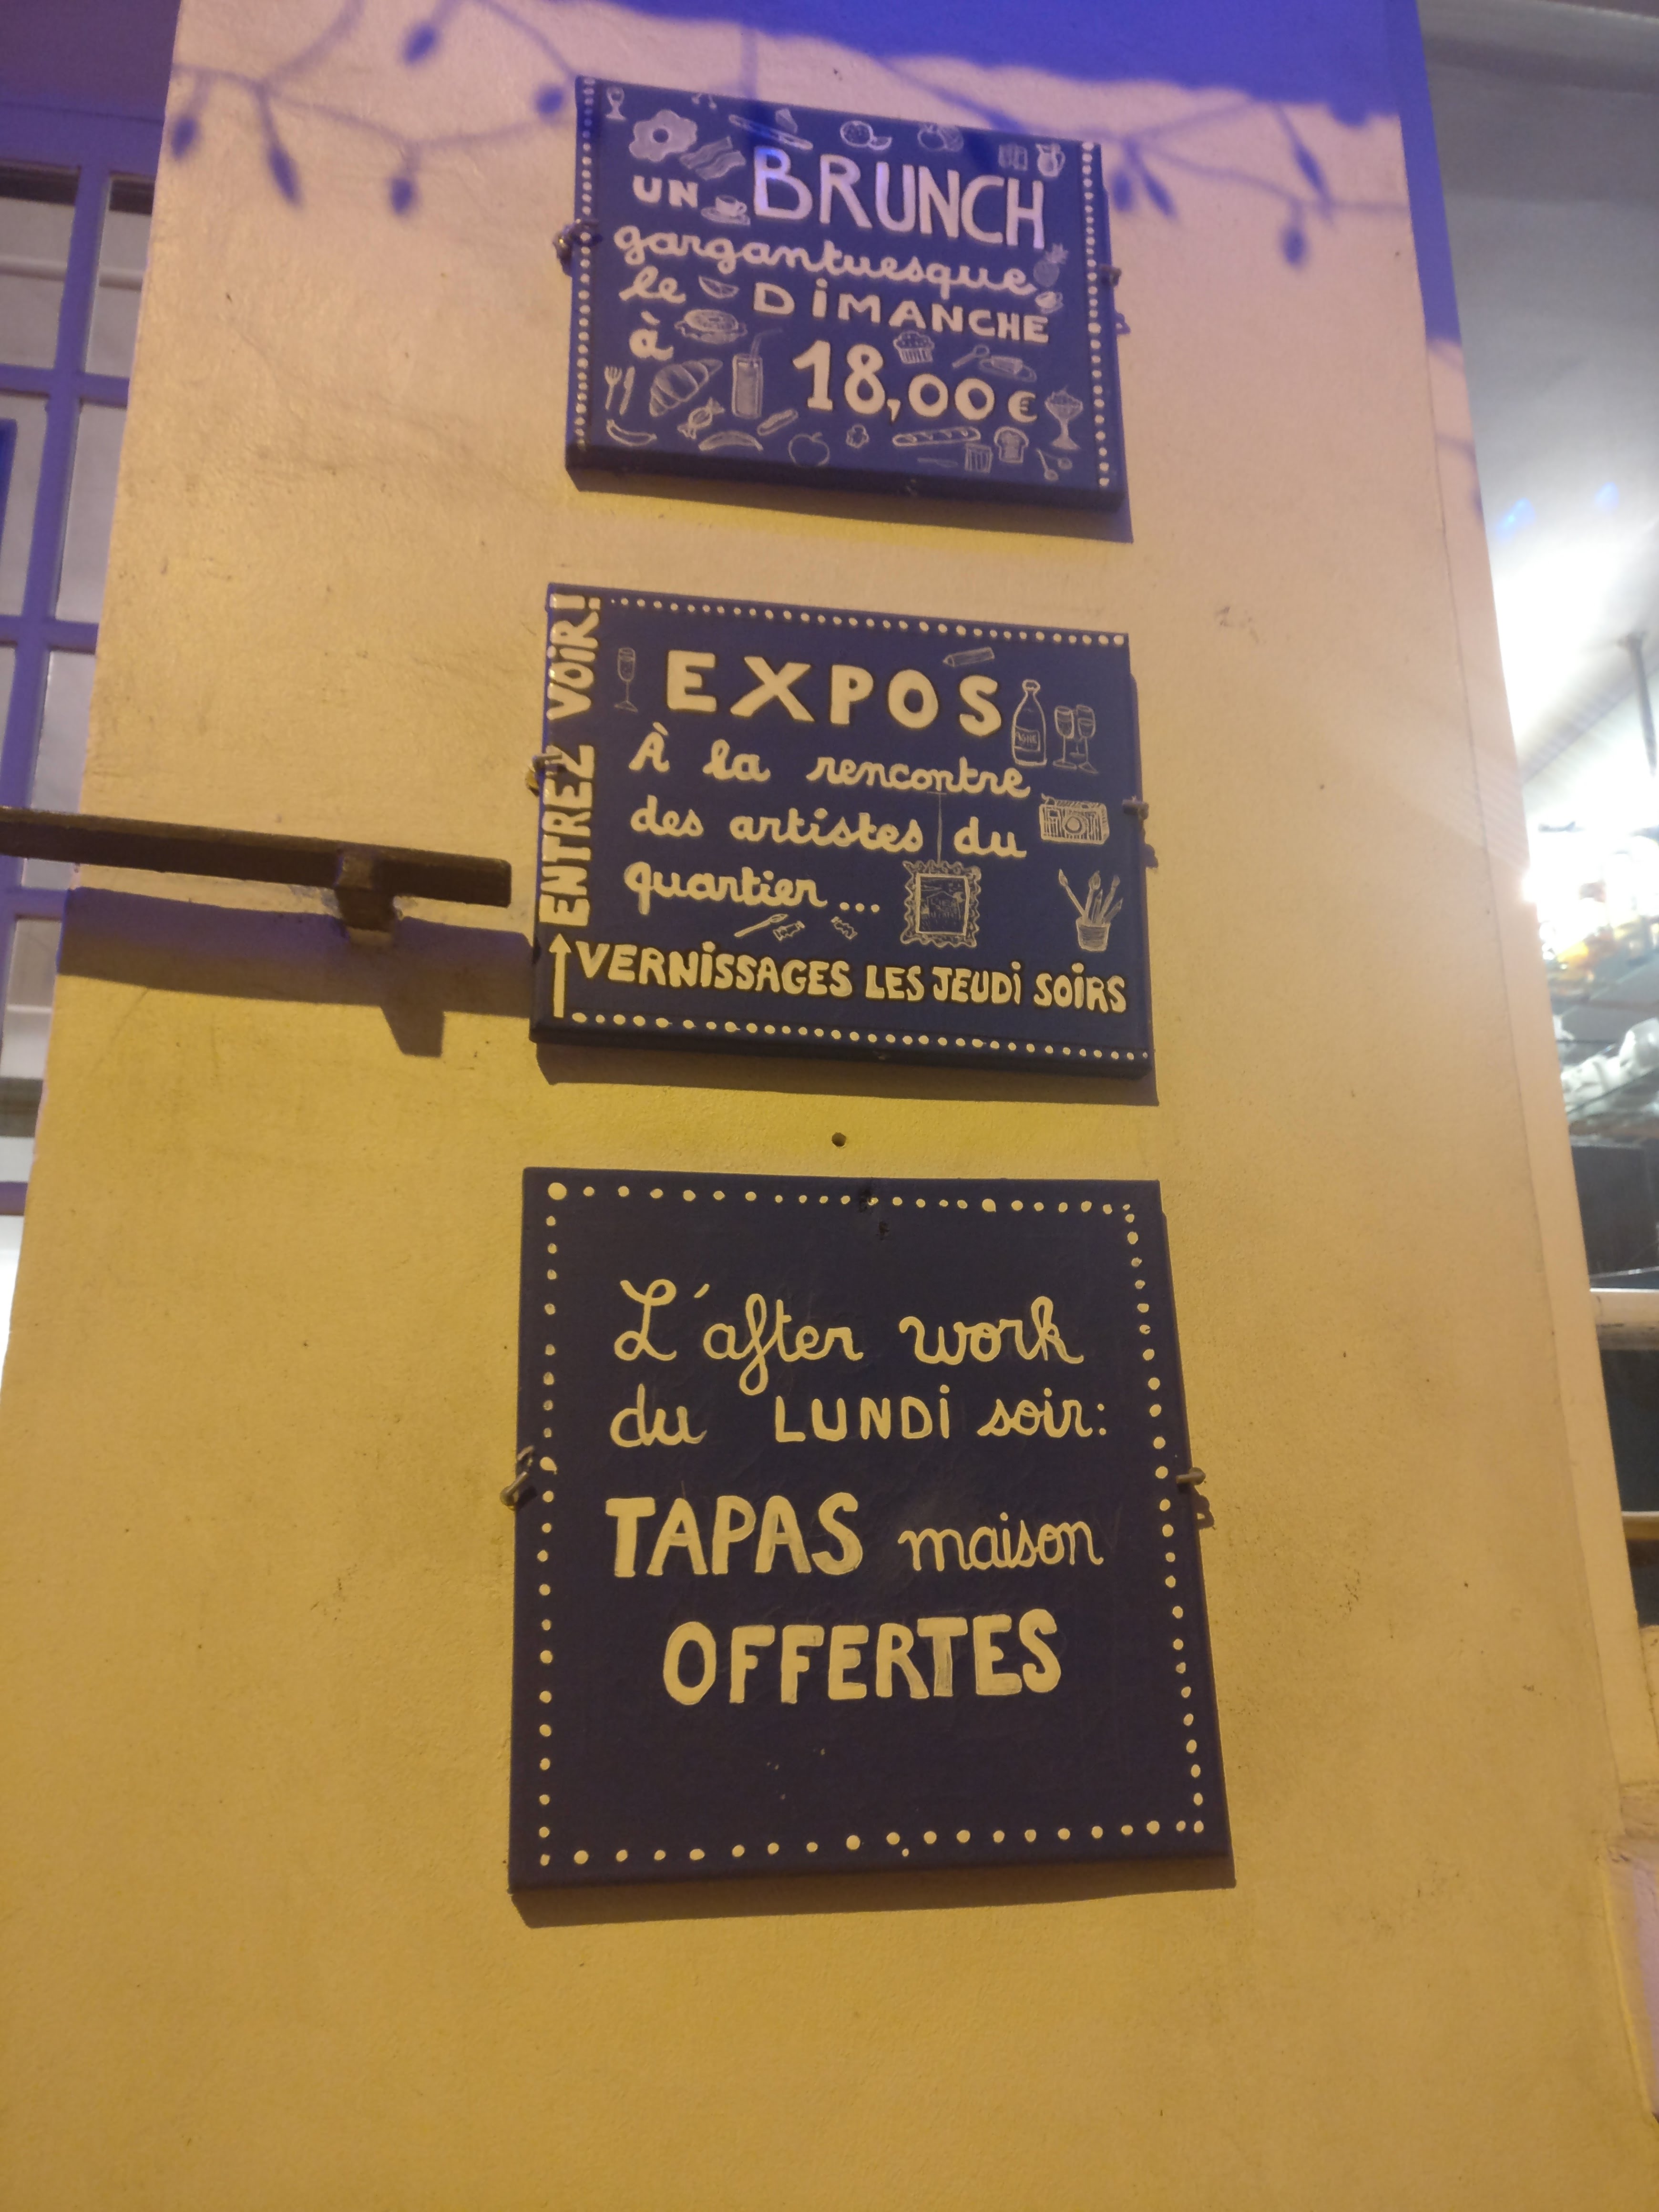 UN BRUNCH
gargantuesque
le DiMANCHE
à 18,00 €
ENTREZ VOiR!
EXPOS
À la rencontre
des artistes du
quartier...
VERNiSSAGES LES JEUDi SOiRS
L'after work
du LUNDi soir:
TAPAS maison
OFFERTES